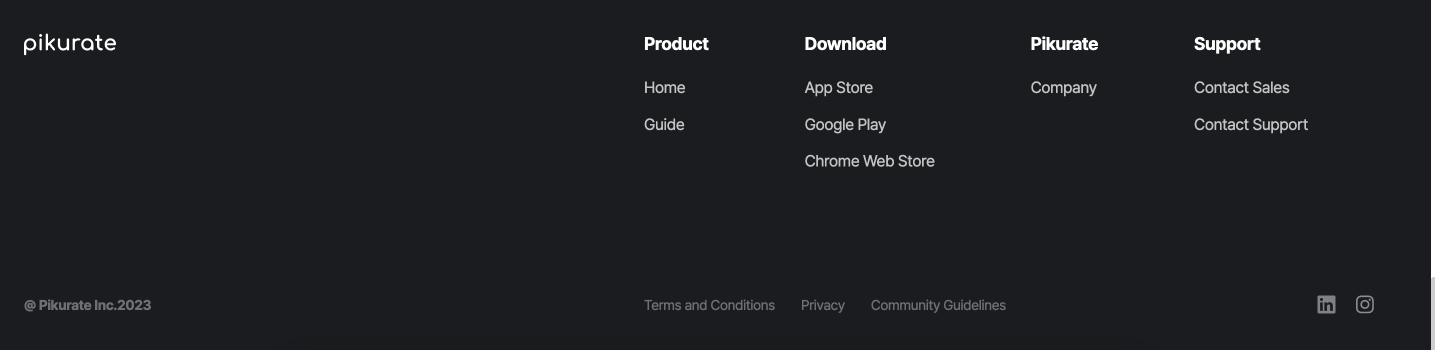 pikurate
Product
Home
Guide
Download
App Store
Google Play
Chrome Web Store
Pikurate
Company
Support
Contact Sales
Contact Support
@ Pikurate Inc.2023
Terms and Conditions
Privacy
Community Guidelines